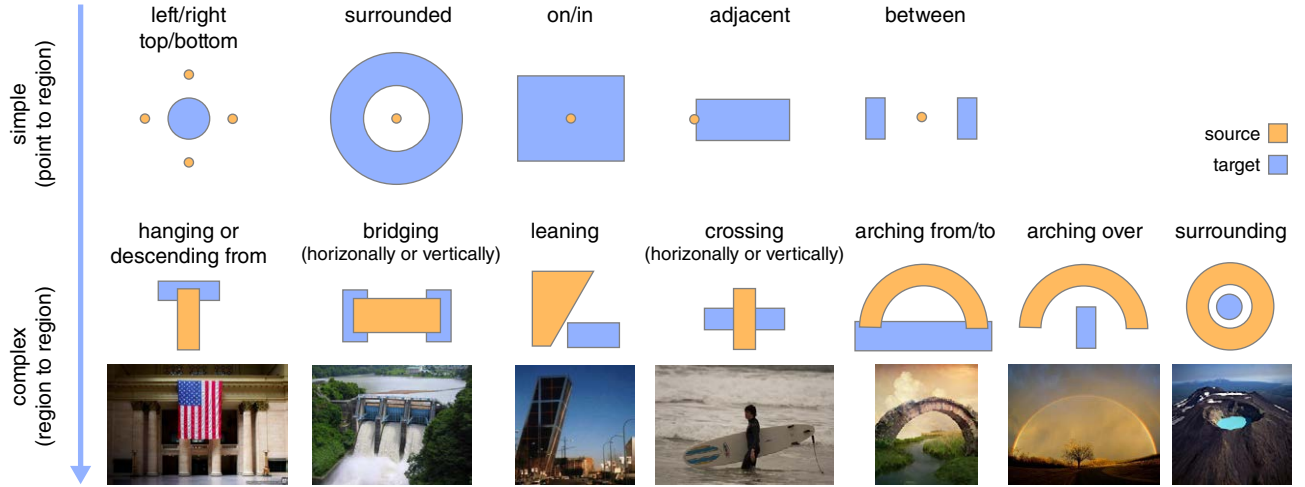 simple
(point to region)
left/right
top/bottom
surrounded
on/in
adjacent
between
source
target
complex
(region to region)
hanging or
descending from
bridging
(horizonally or vertically)
leaning
crossing
(horizonally or vertically)
arching from/to
arching over
surrounding